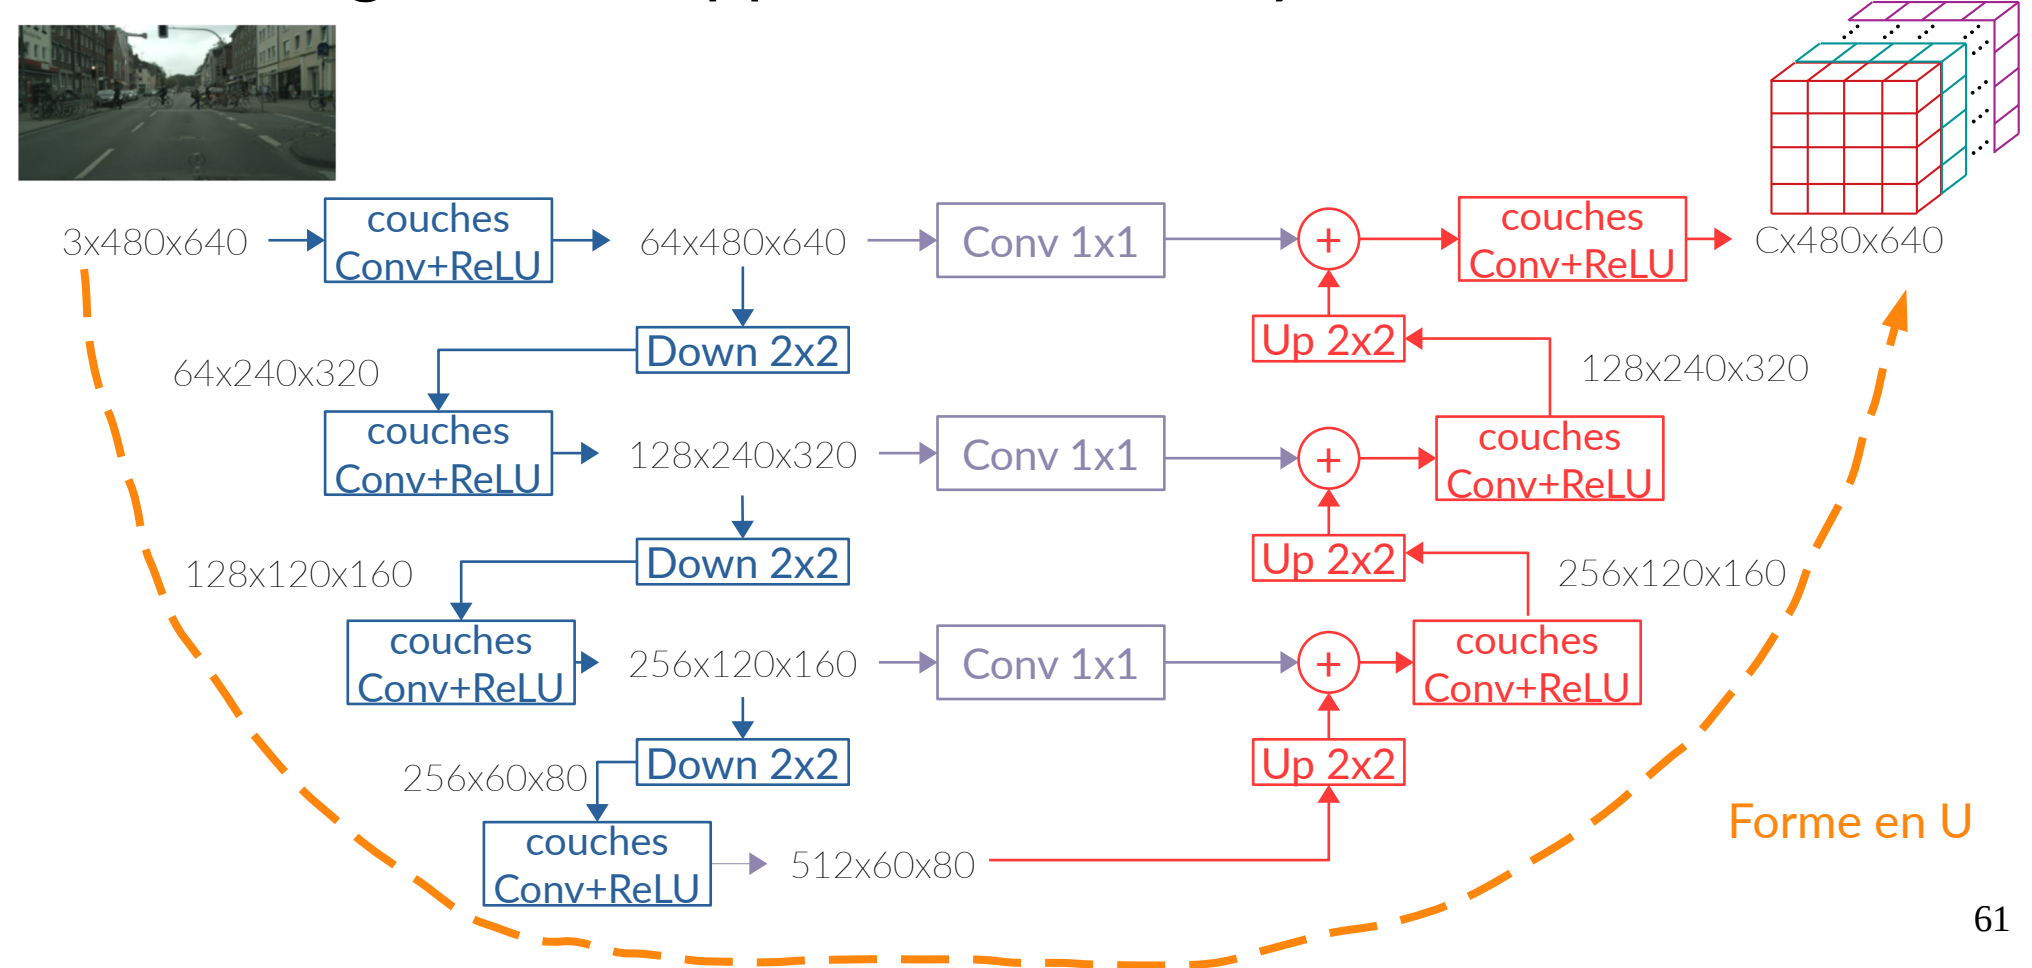 3x480x640
couches
Conv+ReLU
64x480x640
Conv 1x1
+
couches
Conv+ReLU
Cx480x640
Down 2x2
Up 2x2
64x240x320
128x240x320
couches
Conv+ReLU
128x240x320
Conv 1x1
+
couches
Conv+ReLU
Down 2x2
Up 2x2
128x120x160
256x120x160
couches
Conv+ReLU
256x120x160
Conv 1x1
+
couches
Conv+ReLU
Down 2x2
Up 2x2
256x60x80
couches
Conv+ReLU
512x60x80
Forme en U
61